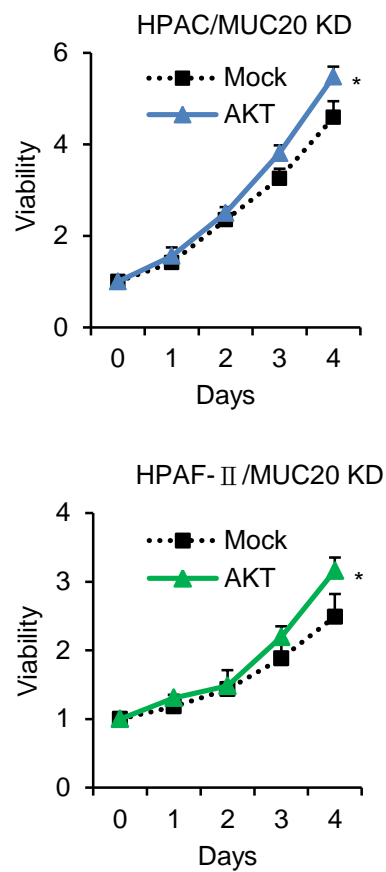 HPAC/MUC20 KD
6
Mock
AKT
*
4
Viability
2
0
0 1 2 3 4
Days
HPAF-Ⅱ/MUC20 KD
4
Mock
AKT
*
3
Viability
2
1
0
0 1 2 3 4
Days